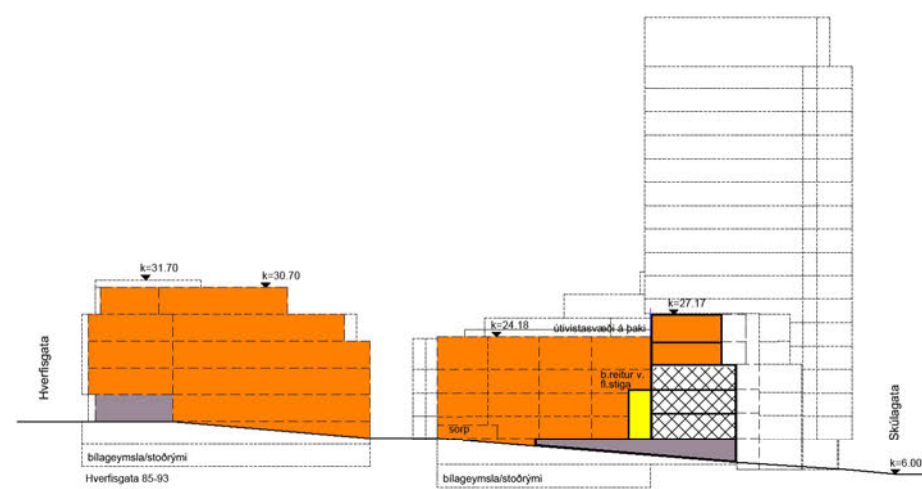 Hverfisgata
k=31.70
k=30.70
bílageymsla/stoðrými
Hverfisgata 85-93
k=24.18
útivistasvæði á þaki
k=27.17
b.reitur v.
fl.stiga
sorp
bílageymsla/stoðrými
Skúlagata
k=6.00